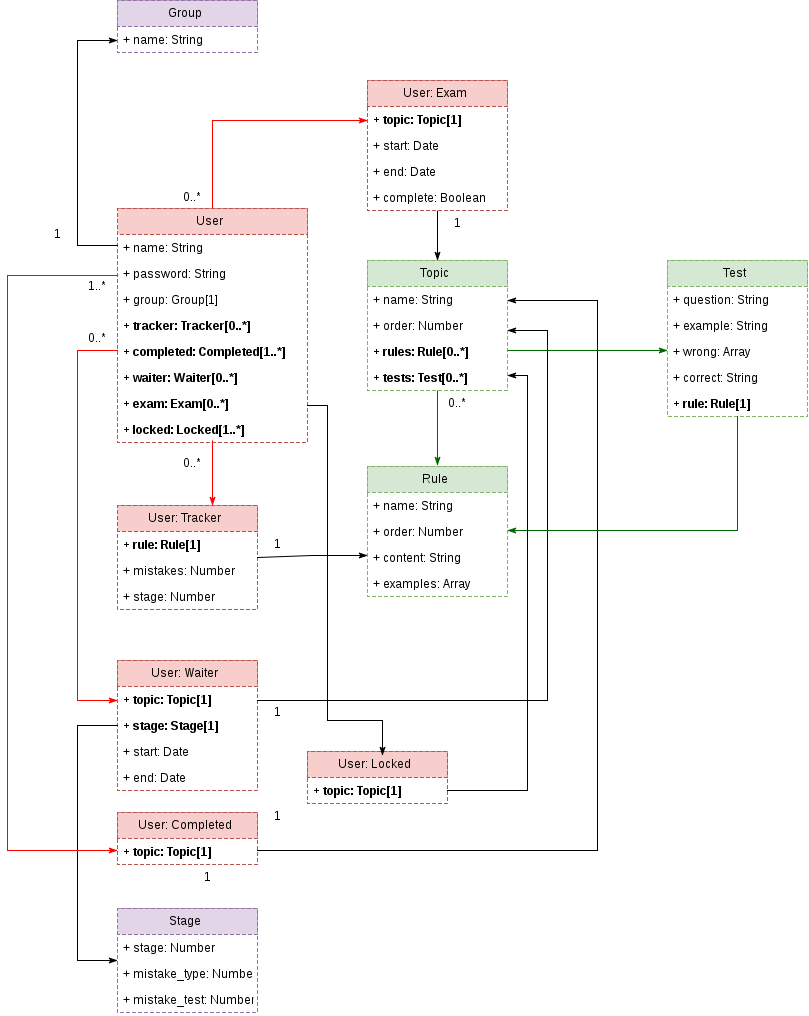 Group
+ name: String
User: Exam
+ topic: Topic[1]
+ start: Date
+ end: Date
+ complete: Boolean
0..*
1
1
User
+ name: String
+ password: String
+ group: Group[1]
+ tracker: Tracker[0..*]
+ completed: Completed[1..*]
+ waiter: Waiter[0..*]
+ exam: Exam[0..*]
+ locked: Locked[1..*]
1..*
0..*
0..*
Topic
+ name: String
+ order: Number
+ rules: Rule[0..*]
+ tests: Test[0..*]
0..*
Test
+ question: String
+ example: String
+ wrong: Array
+ correct: String
+ rule: Rule[1]
Rule
+ name: String
+ order: Number
+ content: String
+ examples: Array
User: Tracker
+ rule: Rule[1]
+ mistakes: Number
+ stage: Number
1
User: Waiter
+ topic: Topic[1]
+ stage: Stage[1]
+ start: Date
+ end: Date
1
User: Locked
+ topic: Topic[1]
1
User: Completed
+ topic: Topic[1]
1
Stage
+ stage: Number
+ mistake_type: Numbe
+ mistake_test: Number